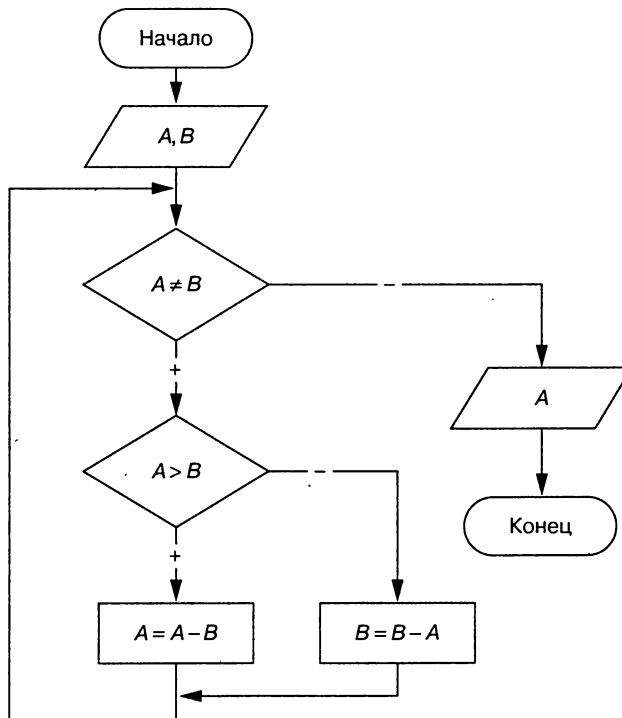 Начало
A, B
A ≠ B
–
+
A
A > B
–
Конец
+
A = A – B
B = B – A